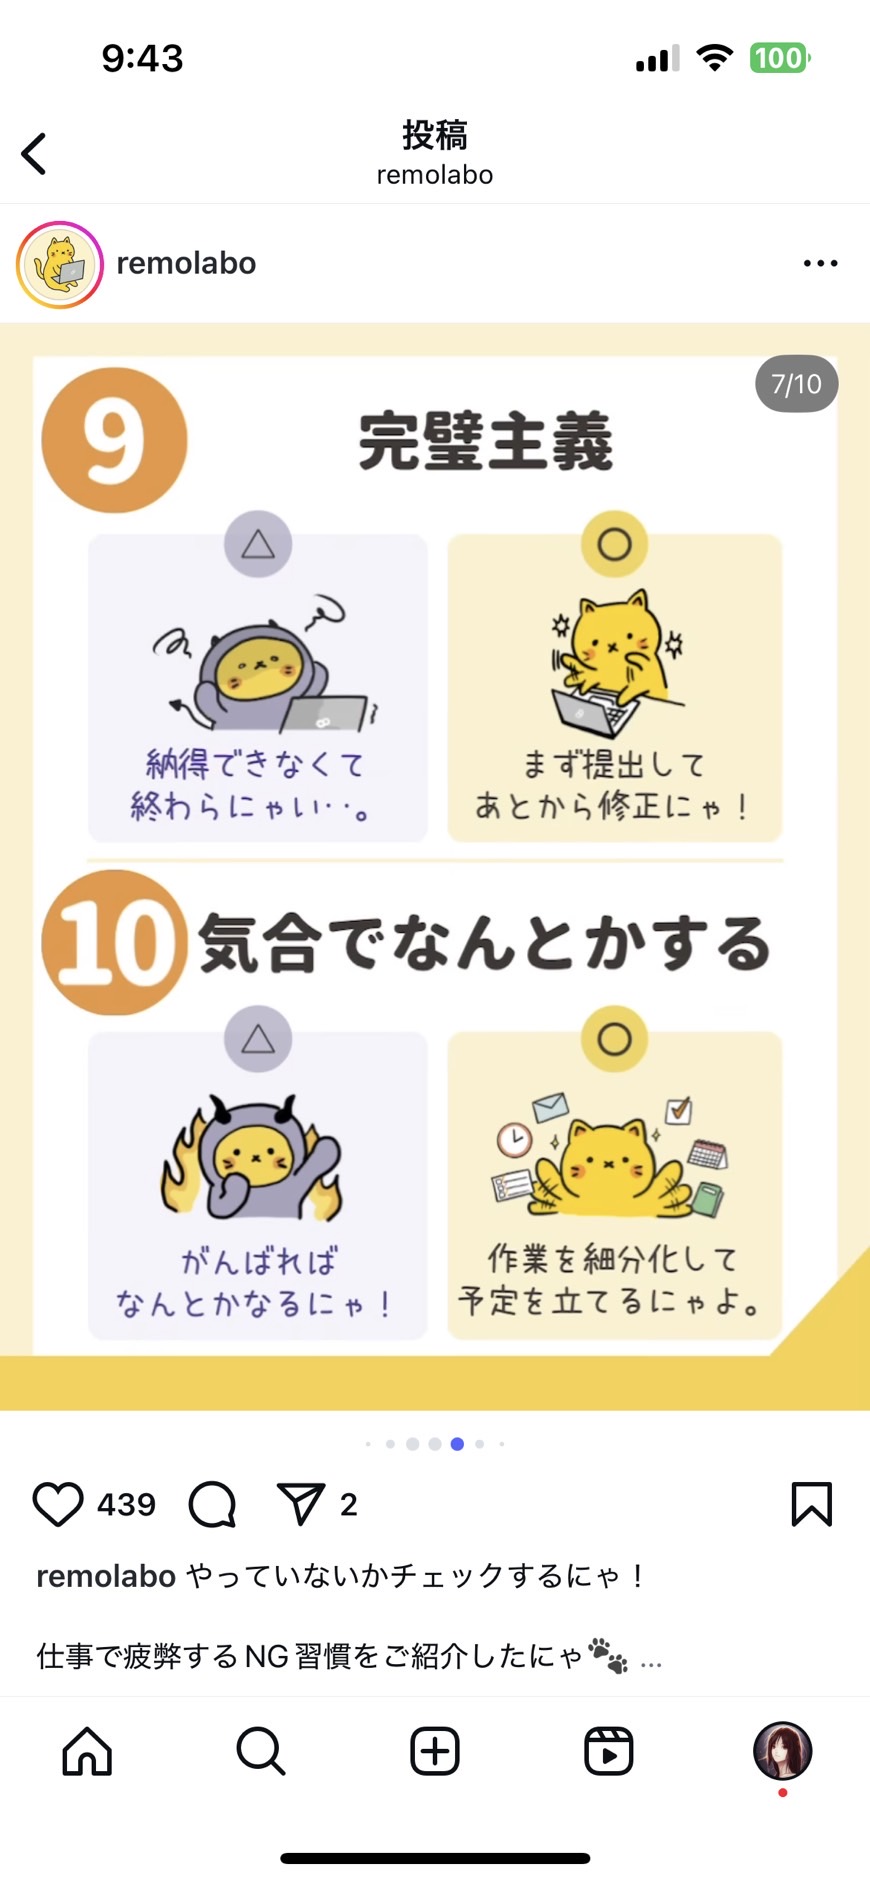 9:43
100
投稿
remolabo
remolabo
7/10
9
完璧主義
△
○
納得できなくて
終わらにゃい‥。
まず提出して
あとから修正にゃ！
10
気合でなんとかする
△
○
がんばれば
なんとかなるにゃ！
作業を細分化して
予定を立てるにゃよ。
439
2
remolabo やっていないかチェックするにゃ！
仕事で疲弊するNG習慣をご紹介したにゃ🐾 ...